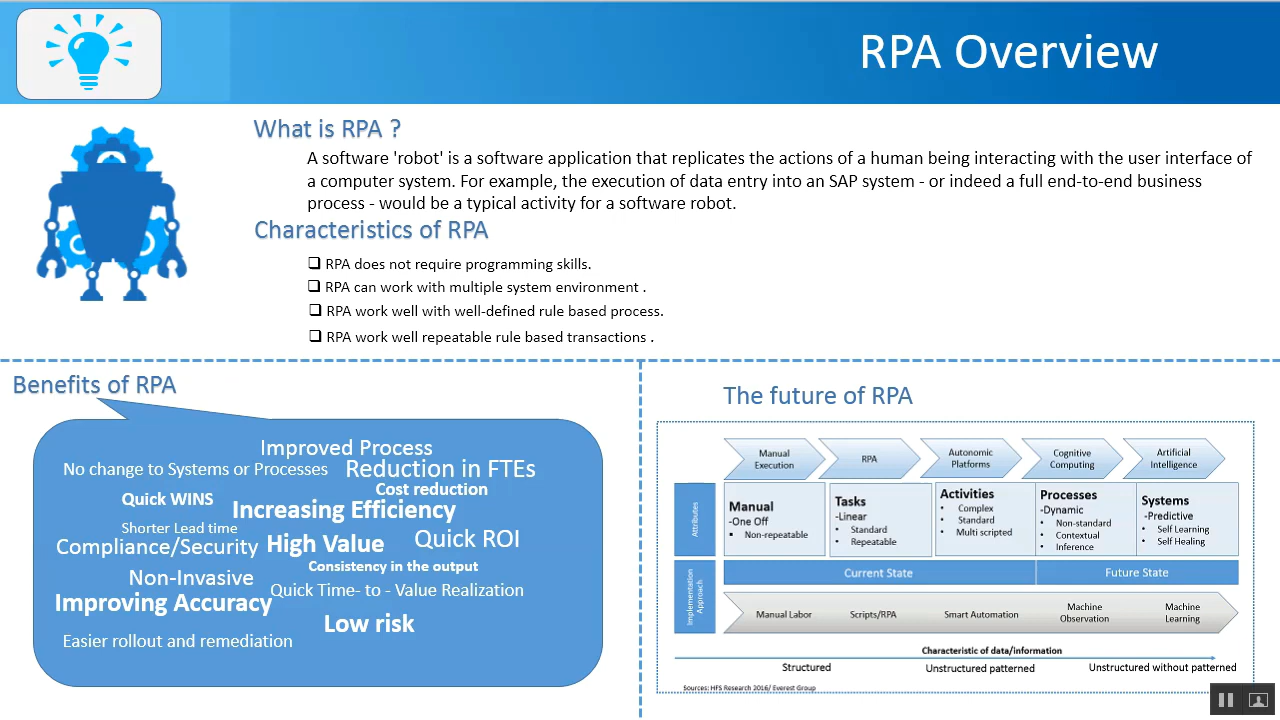 RPA Overview
What is RPA ?
A software 'robot' is a software application that replicates the actions of a human being interacting with the user interface of
a computer system. For example, the execution of data entry into an SAP system - or indeed a full end-to-end business
process - would be a typical activity for a software robot.
Characteristics of RPA
❑ RPA does not require programming skills.
❑ RPA can work with multiple system environment .
❑ RPA work well with well-defined rule based process.
❑ RPA work well repeatable rule based transactions .
Benefits of RPA
Improved Process
No change to Systems or Processes
Reduction in FTEs
Cost reduction
Quick WINS
Increasing Efficiency
Shorter Lead time
Compliance/Security
High Value
Quick ROI
Consistency in the output
Non-Invasive
Quick Time- to - Value Realization
Improving Accuracy
Low risk
Easier rollout and remediation
The future of RPA
Manual
Execution
RPA
Autonomic
Platforms
Cognitive
Computing
Artificial
Intelligence
Attributes
Manual
-One Off
▪ Non-repeatable
Tasks
-Linear
• Standard
• Repeatable
Activities
• Complex
• Standard
• Multi scripted
Processes
-Dynamic
• Non-standard
• Contextual
• Inference
Systems
-Predictive
• Self Learning
• Self Healing
Implementation
Approach
Current State
Future State
Manual Labor
Scripts/RPA
Smart Automation
Machine
Observation
Machine
Learning
Characteristic of data/information
Structured
Unstructured patterned
Unstructured without patterned
Sources: HFS Research 2016/ Everest Group